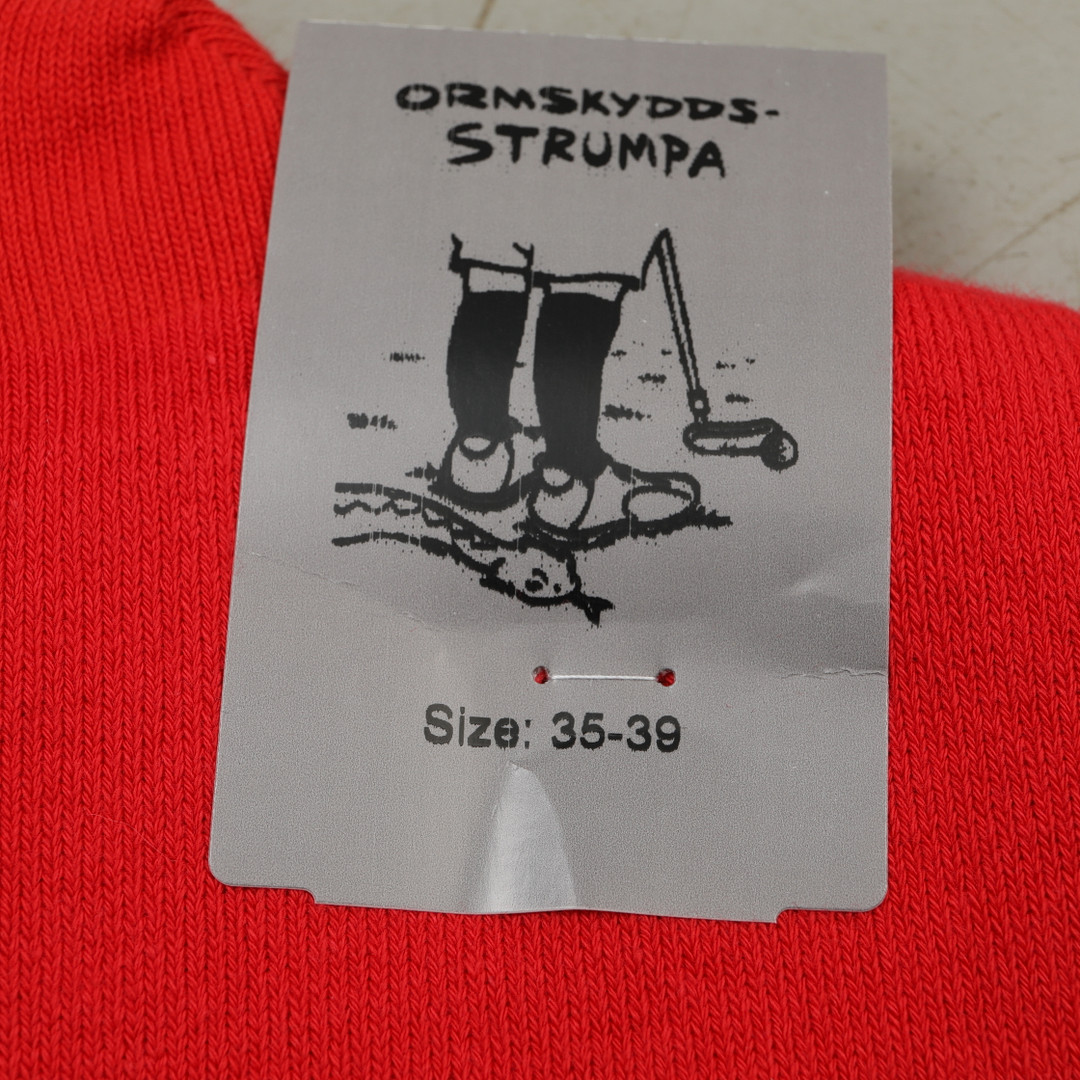 ORMSKYDDS-
STRUMPA
Size: 35-39